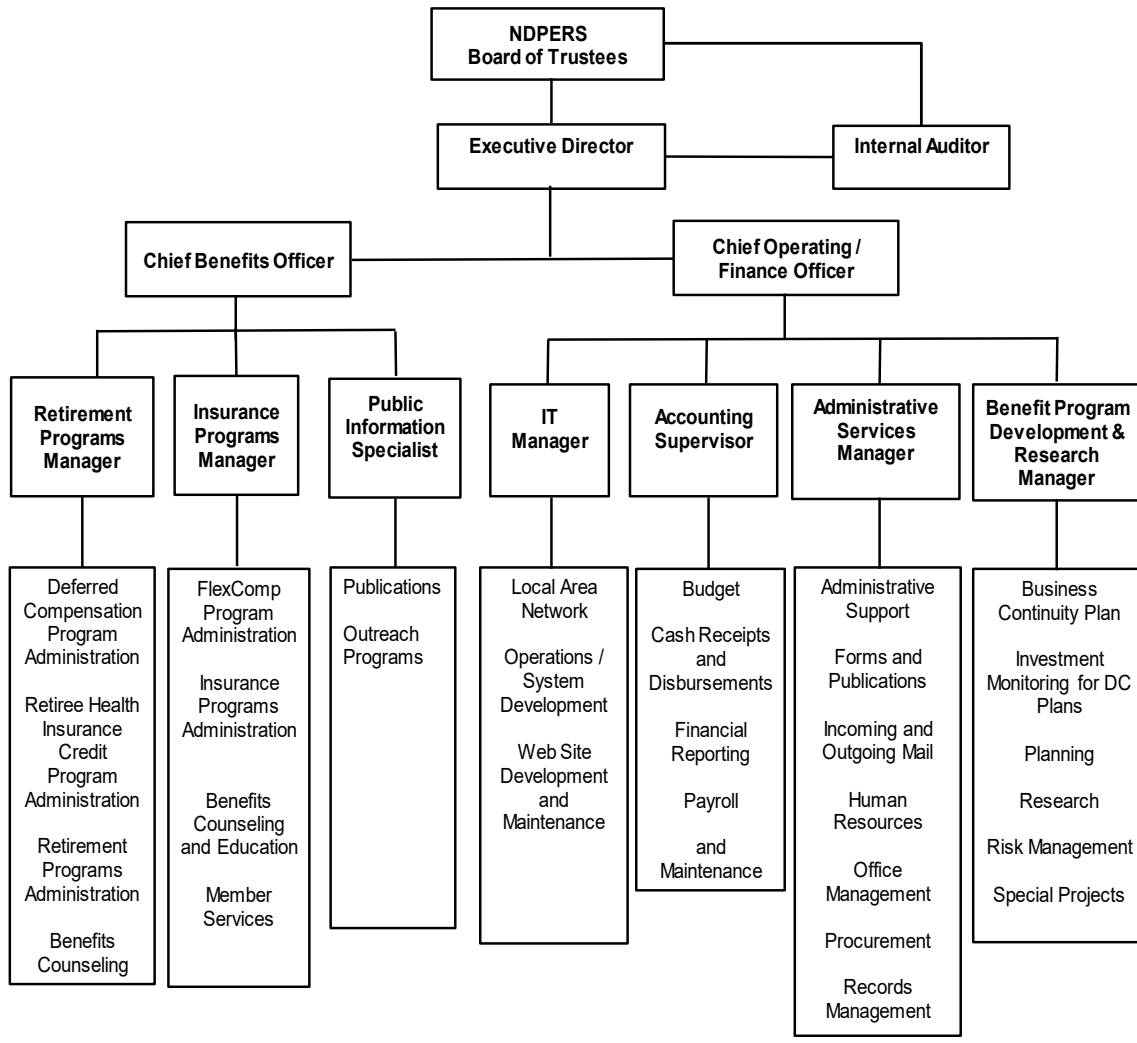 NDPERS
Board of Trustees
Executive Director
Internal Auditor
Chief Benefits Officer
Chief Operating /
Finance Officer
Retirement
Programs
Manager
Insurance
Programs
Manager
Public
Information
Specialist
IT
Manager
Accounting
Supervisor
Administrative
Services
Manager
Benefit Program
Development &
Research
Manager
Deferred
Compensation
Program
Administration
Retiree Health
Insurance
Credit
Program
Administration
Retirement
Programs
Administration
Benefits
Counseling
FlexComp
Program
Administration
Insurance
Programs
Administration
Benefits
Counseling
and Education
Member
Services
Publications
Outreach
Programs
Local Area
Network
Operations /
System
Development
Web Site
Development
and
Maintenance
Budget
Cash Receipts
and
Disbursements
Financial
Reporting
Payroll
and
Maintenance
Administrative
Support
Forms and
Publications
Incoming and
Outgoing Mail
Human
Resources
Office
Management
Procurement
Records
Management
Business
Continuity Plan
Investment
Monitoring for DC
Plans
Planning
Research
Risk Management
Special Projects